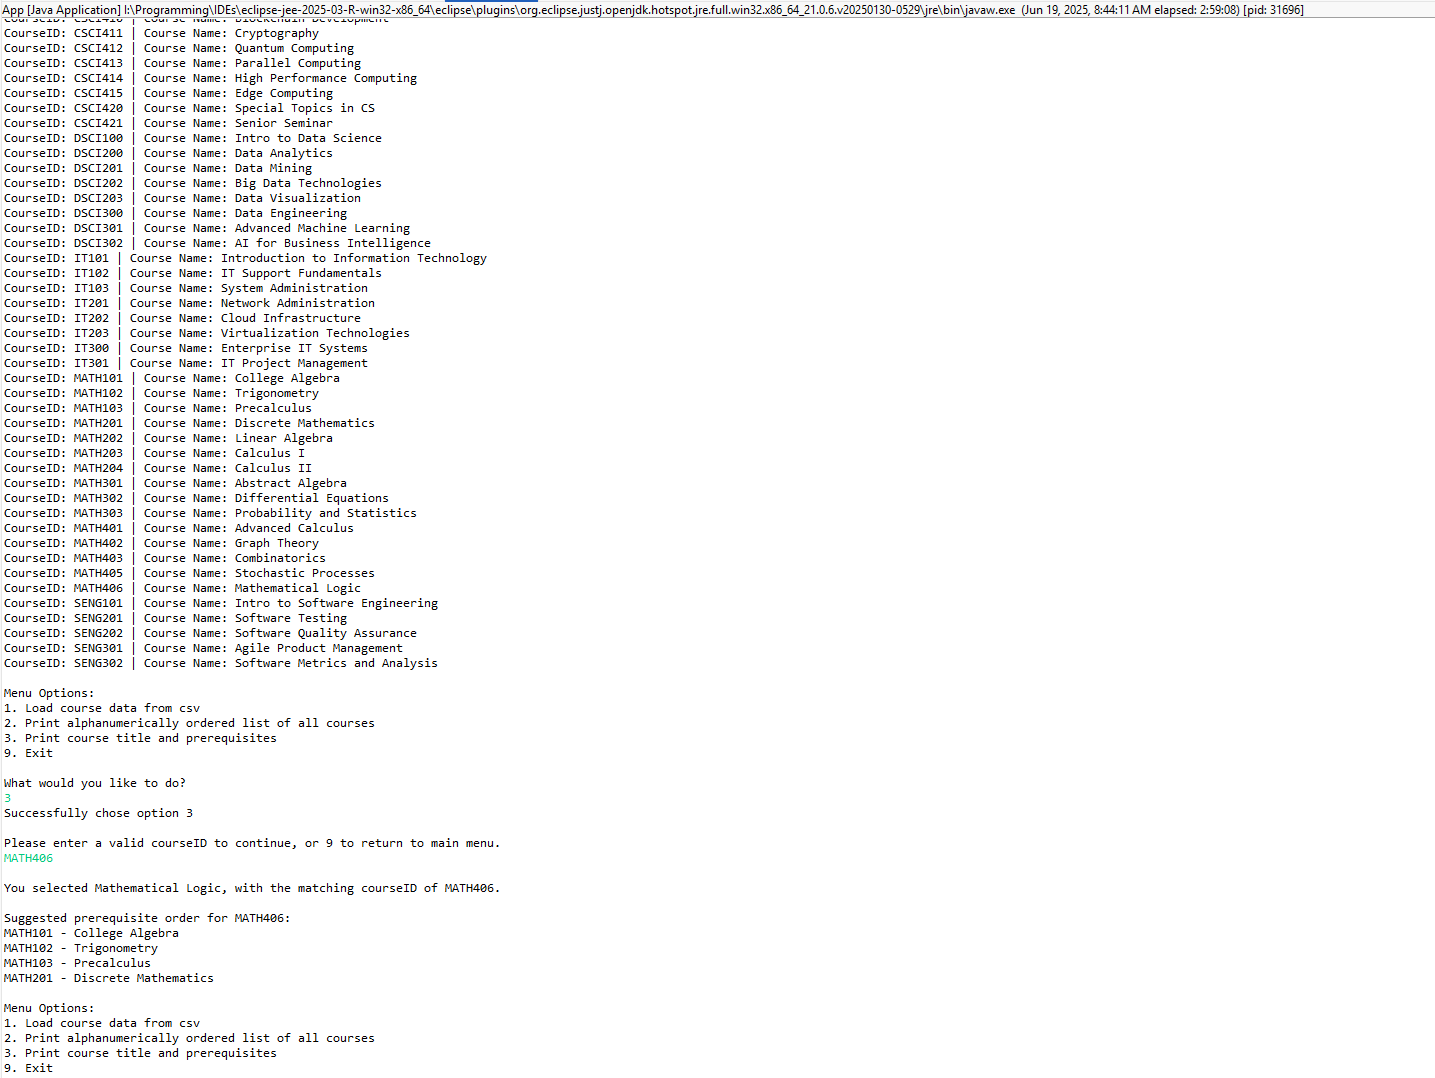 App [Java Application] I:\Programming\IDEs\eclipse-jee-2025-03-R-win32-x86_64\eclipse\plugins\org.eclipse.justj.openjdk.hotspot.jre.full.win32.x86_64_21.0.6.v20250130-0529\jre\bin\javaw.exe (Jun 19, 2025, 8:44:11 AM elapsed: 2:59:08) [pid: 31696]
CourseID: CSCI410 | Course Name: Blockchain Development
CourseID: CSCI411 | Course Name: Cryptography
CourseID: CSCI412 | Course Name: Quantum Computing
CourseID: CSCI413 | Course Name: Parallel Computing
CourseID: CSCI414 | Course Name: High Performance Computing
CourseID: CSCI415 | Course Name: Edge Computing
CourseID: CSCI420 | Course Name: Special Topics in CS
CourseID: CSCI421 | Course Name: Senior Seminar
CourseID: DSCI100 | Course Name: Intro to Data Science
CourseID: DSCI200 | Course Name: Data Analytics
CourseID: DSCI201 | Course Name: Data Mining
CourseID: DSCI202 | Course Name: Big Data Technologies
CourseID: DSCI203 | Course Name: Data Visualization
CourseID: DSCI300 | Course Name: Data Engineering
CourseID: DSCI301 | Course Name: Advanced Machine Learning
CourseID: DSCI302 | Course Name: AI for Business Intelligence
CourseID: IT101 | Course Name: Introduction to Information Technology
CourseID: IT102 | Course Name: IT Support Fundamentals
CourseID: IT103 | Course Name: System Administration
CourseID: IT201 | Course Name: Network Administration
CourseID: IT202 | Course Name: Cloud Infrastructure
CourseID: IT203 | Course Name: Virtualization Technologies
CourseID: IT300 | Course Name: Enterprise IT Systems
CourseID: IT301 | Course Name: IT Project Management
CourseID: MATH101 | Course Name: College Algebra
CourseID: MATH102 | Course Name: Trigonometry
CourseID: MATH103 | Course Name: Precalculus
CourseID: MATH201 | Course Name: Discrete Mathematics
CourseID: MATH202 | Course Name: Linear Algebra
CourseID: MATH203 | Course Name: Calculus I
CourseID: MATH204 | Course Name: Calculus II
CourseID: MATH301 | Course Name: Abstract Algebra
CourseID: MATH302 | Course Name: Differential Equations
CourseID: MATH303 | Course Name: Probability and Statistics
CourseID: MATH401 | Course Name: Advanced Calculus
CourseID: MATH402 | Course Name: Graph Theory
CourseID: MATH403 | Course Name: Combinatorics
CourseID: MATH405 | Course Name: Stochastic Processes
CourseID: MATH406 | Course Name: Mathematical Logic
CourseID: SENG101 | Course Name: Intro to Software Engineering
CourseID: SENG201 | Course Name: Software Testing
CourseID: SENG202 | Course Name: Software Quality Assurance
CourseID: SENG301 | Course Name: Agile Product Management
CourseID: SENG302 | Course Name: Software Metrics and Analysis
Menu Options:
1. Load course data from csv
2. Print alphanumerically ordered list of all courses
3. Print course title and prerequisites
9. Exit
What would you like to do?
3
Successfully chose option 3
Please enter a valid courseID to continue, or 9 to return to main menu.
MATH406
You selected Mathematical Logic, with the matching courseID of MATH406.
Suggested prerequisite order for MATH406:
MATH101 - College Algebra
MATH102 - Trigonometry
MATH103 - Precalculus
MATH201 - Discrete Mathematics
Menu Options:
1. Load course data from csv
2. Print alphanumerically ordered list of all courses
3. Print course title and prerequisites
9. Exit